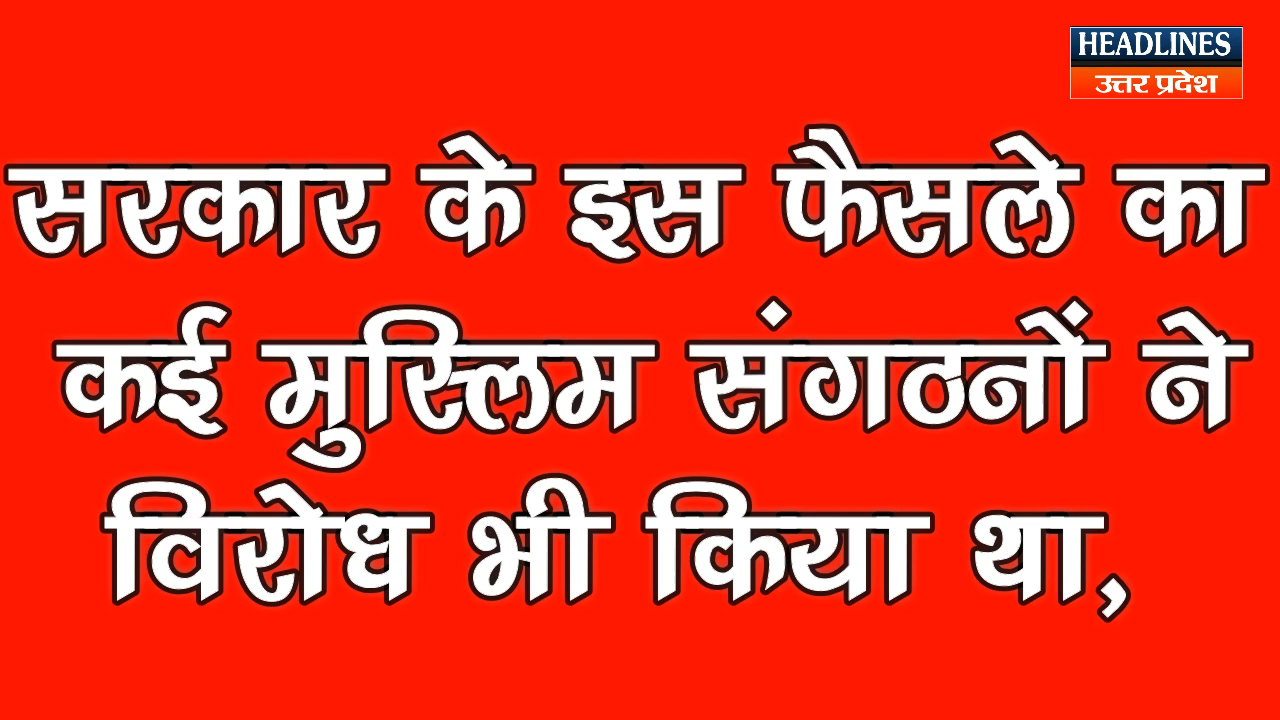 HEADLINES
उत्तर प्रदेश
सरकार के इस फैसले का
कई मुस्लिम संगठनों ने
विरोध भी किया था,